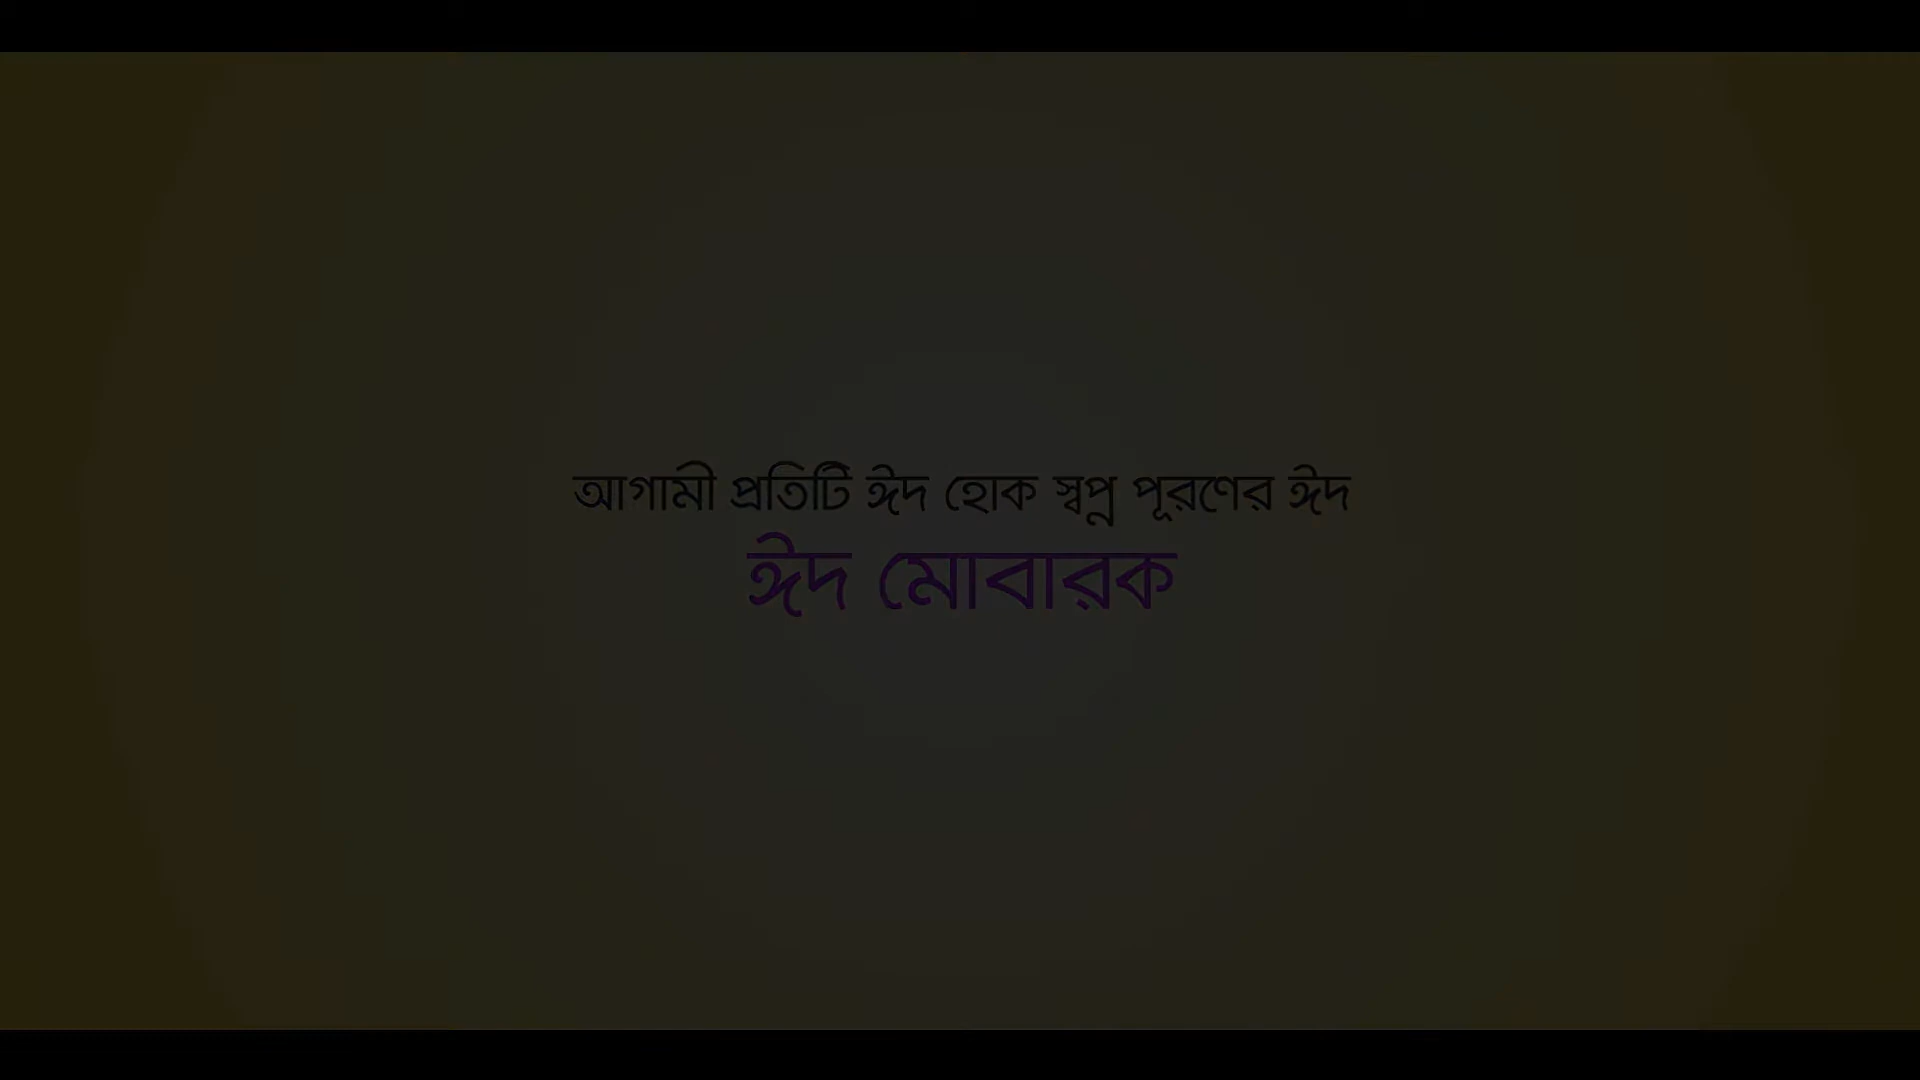 আগামী প্রতিটি ঈদ হোক স্বপ্ন পূরণের ঈদ
ঈদ মোবারক